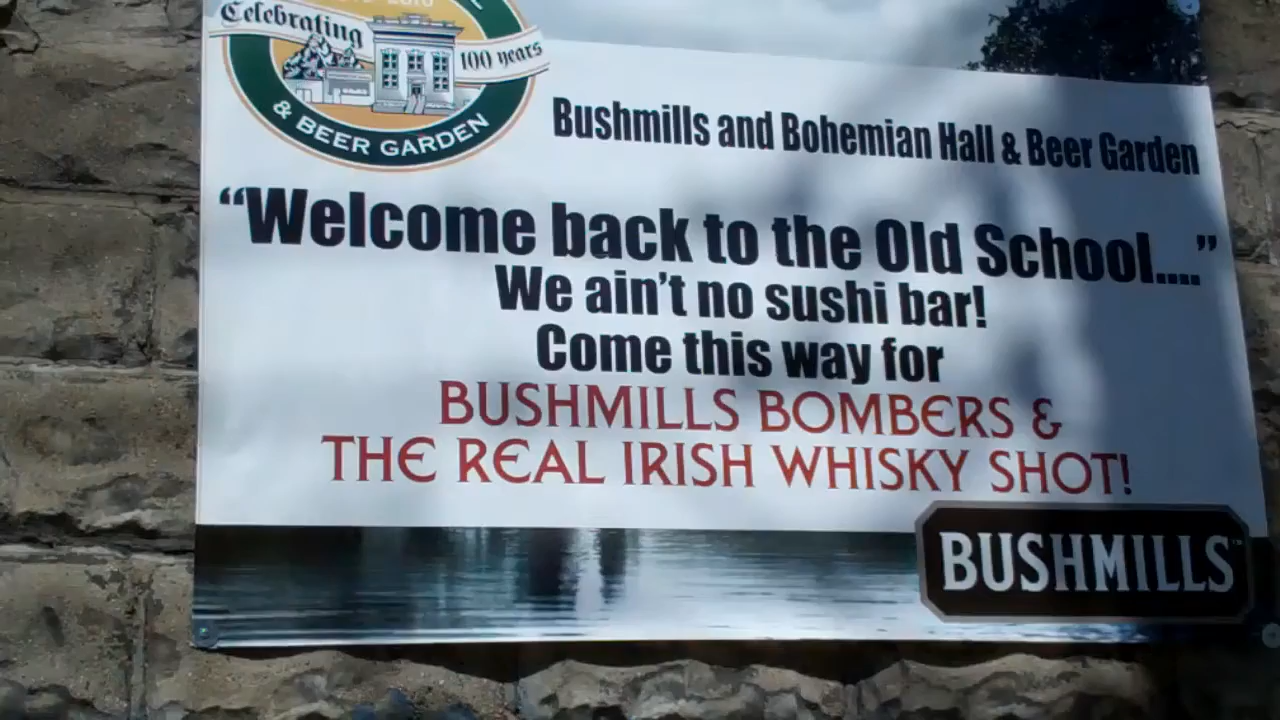 Celebrating
100 years
& BEER GARDEN
Bushmills and Bohemian Hall & Beer Garden
“Welcome back to the Old School....”
We ain't no sushi bar!
Come this way for
BUSHMILLS BOMBERS &
THE REAL IRISH WHISKY SHOT!
BUSHMILLS